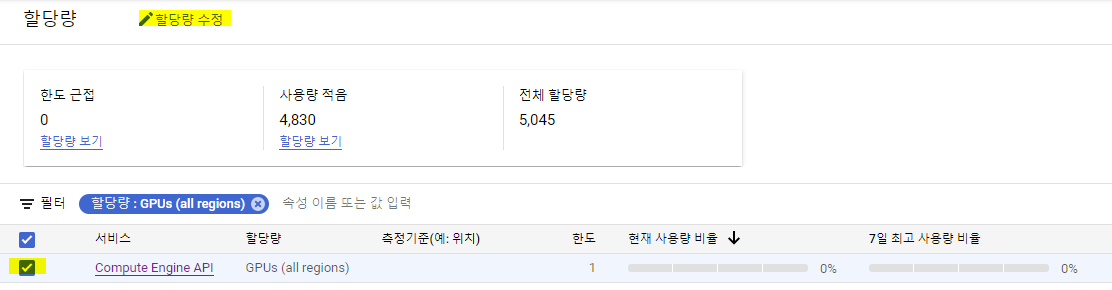 할당량 할당량 수정
한도 근접 사용량 적음 전체 할당량
0 4,830 5,045
할당량 보기 할당량 보기
필터 할당량 : GPUs (all regions) 속성 이름 또는 값 입력
서비스 할당량 측정기준(예: 위치) 한도 현재 사용량 비율 7일 최고 사용량 비율
Compute Engine API GPUs (all regions) 1 0% 0%